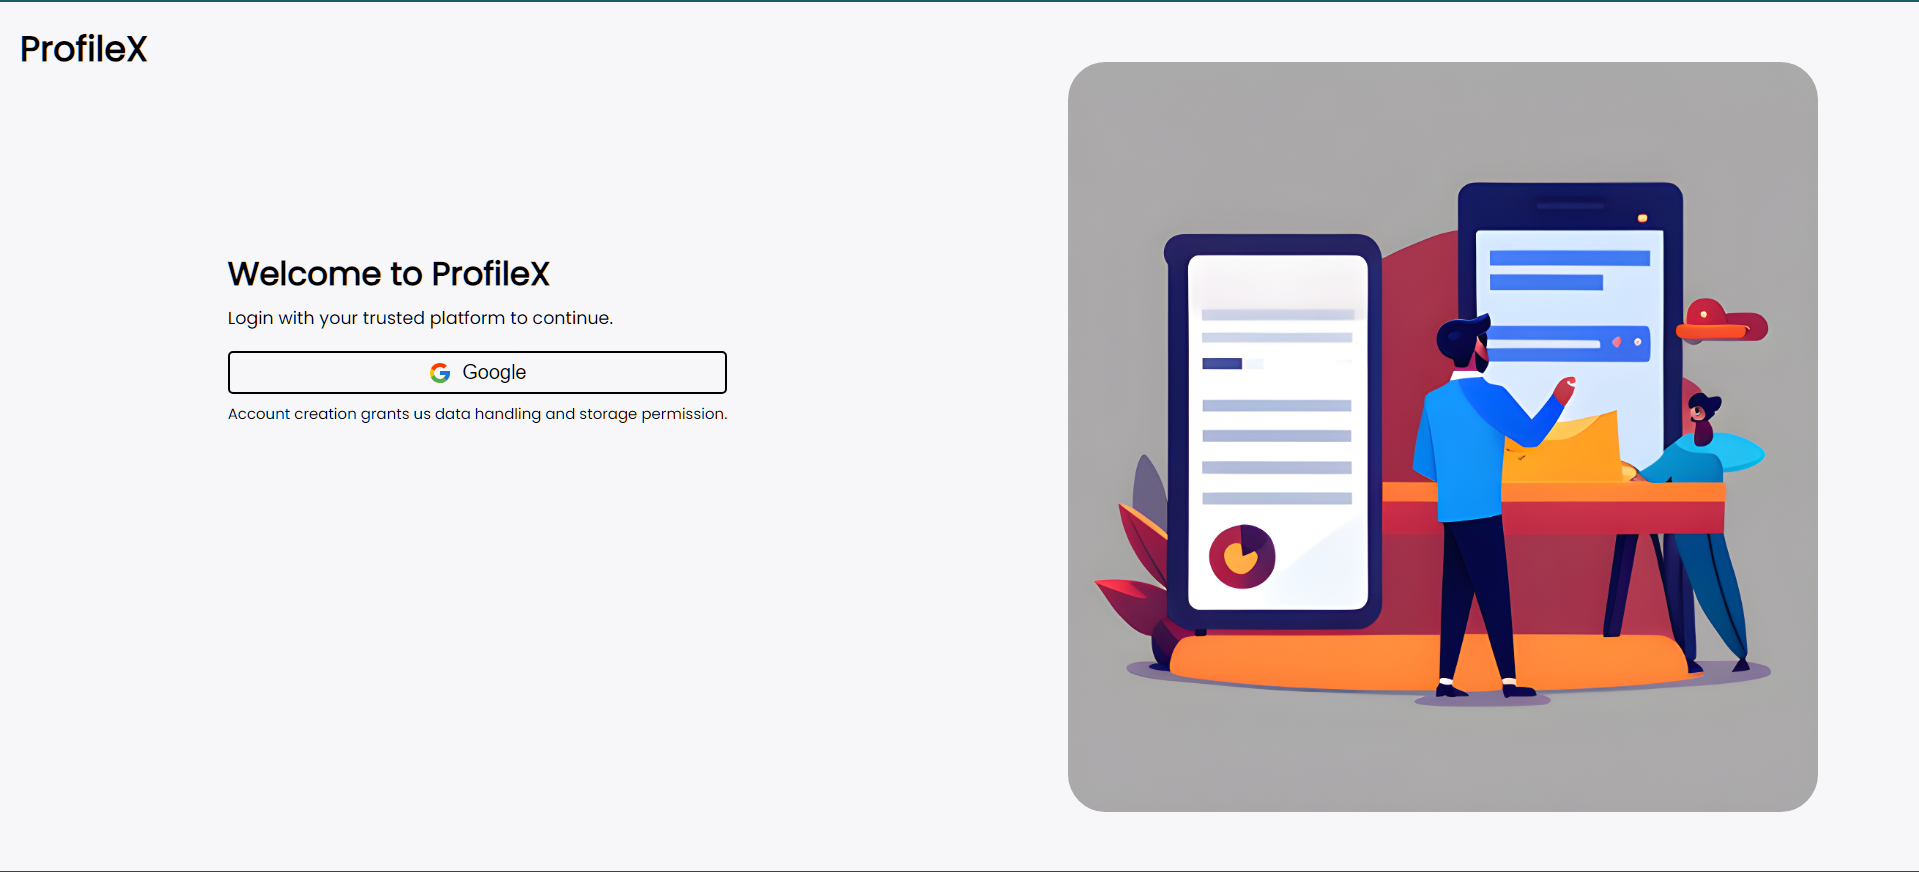 ProfileX
Welcome to ProfileX
Login with your trusted platform to continue.
Google
Account creation grants us data handling and storage permission.